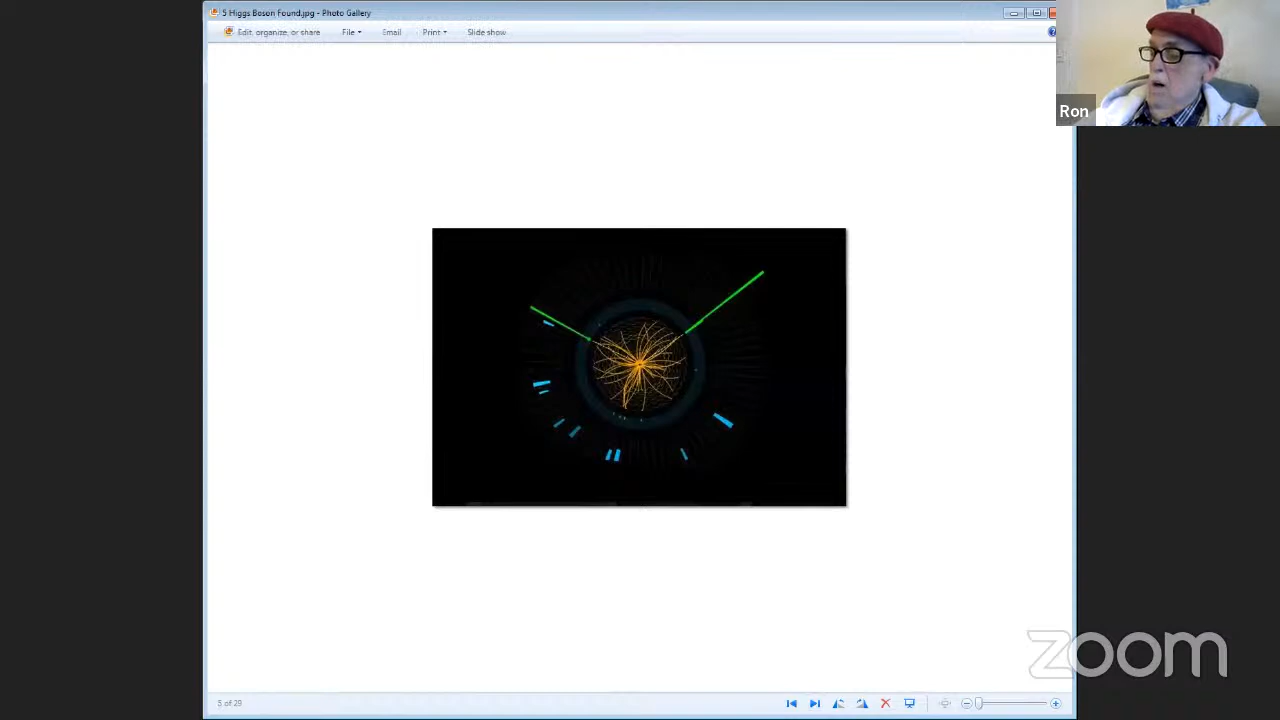 5 Higgs Boson Found.jpg - Photo Gallery
Edit, organize, or share File Email Print Slide show
Ron
zoom
5 of 29